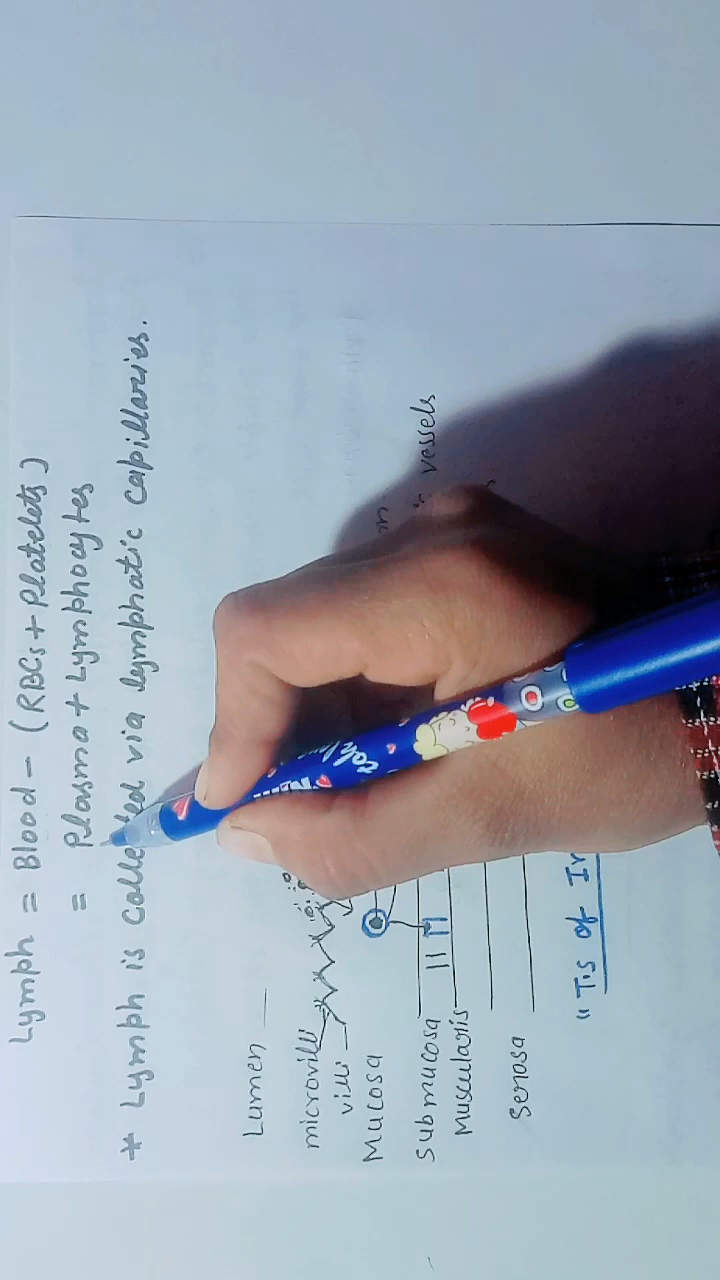 Lymph = Blood - (RBCs + Platelets)
= Plasma + Lymphocytes
* Lymph is collected via lymphatic capillaries.
Lumen
microvilli
villi
Mucosa
Submucosa
vessels
Muscularis
Serosa
"T.S of